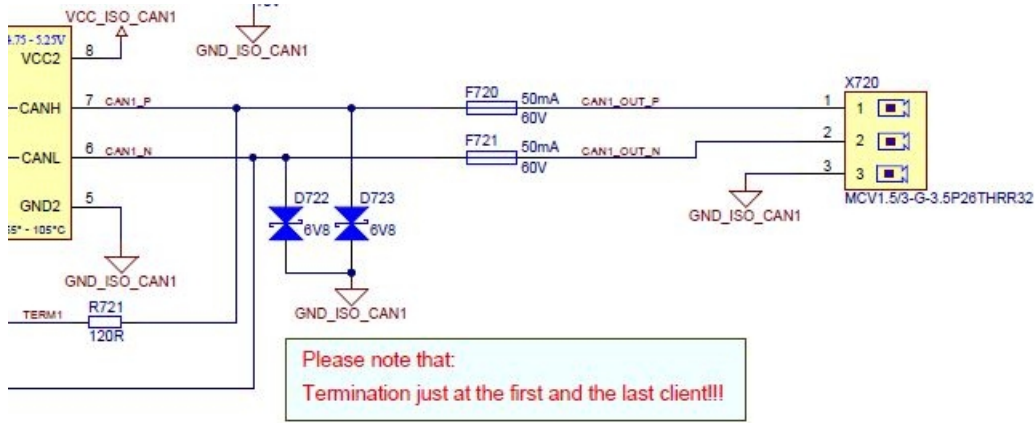 VCC_ISO_CAN1
GND_ISO_CAN1
4.75 - 5.25V
VCC2
8
CANH
7
CAN1_P
F720
50mA
60V
CAN1_OUT_P
X720
1
1
CANL
6
CAN1_N
F721
50mA
60V
CAN1_OUT_N
2
2
3
3
MCV1.5/3-G-3.5P26THRR32
GND_ISO_CAN1
GND2
5
55° - 105°C
GND_ISO_CAN1
D722
6V8
D723
6V8
GND_ISO_CAN1
TERM1
R721
120R
Please note that:
Termination just at the first and the last client!!!